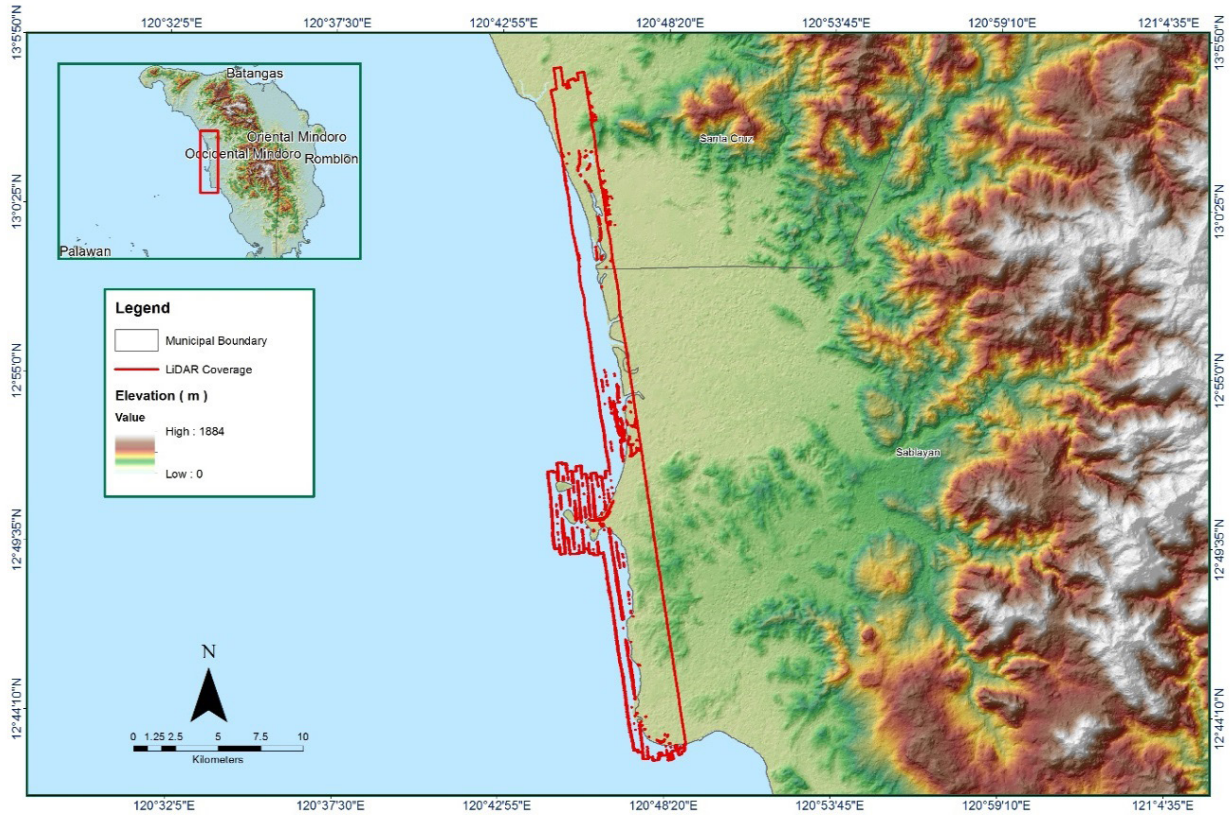 120°32'5"E 120°37'30"E 120°42'55"E 120°48'20"E 120°53'45"E 120°59'10"E 121°4'35"E
13°5'50"N
13°5'50"N
Batangas
Oriental Mindoro
Occidental Mindoro
Romblon
Palawan
Santa Cruz
13°0'25"N
13°0'25"N
Legend
Municipal Boundary
LiDAR Coverage
Elevation ( m )
Value
High : 1884
Low : 0
12°55'0"N
12°55'0"N
Sablayan
12°49'35"N
12°49'35"N
N
12°44'10"N
12°44'10"N
0 1.25 2.5 5 7.5 10
Kilometers
120°32'5"E 120°37'30"E 120°42'55"E 120°48'20"E 120°53'45"E 120°59'10"E 121°4'35"E